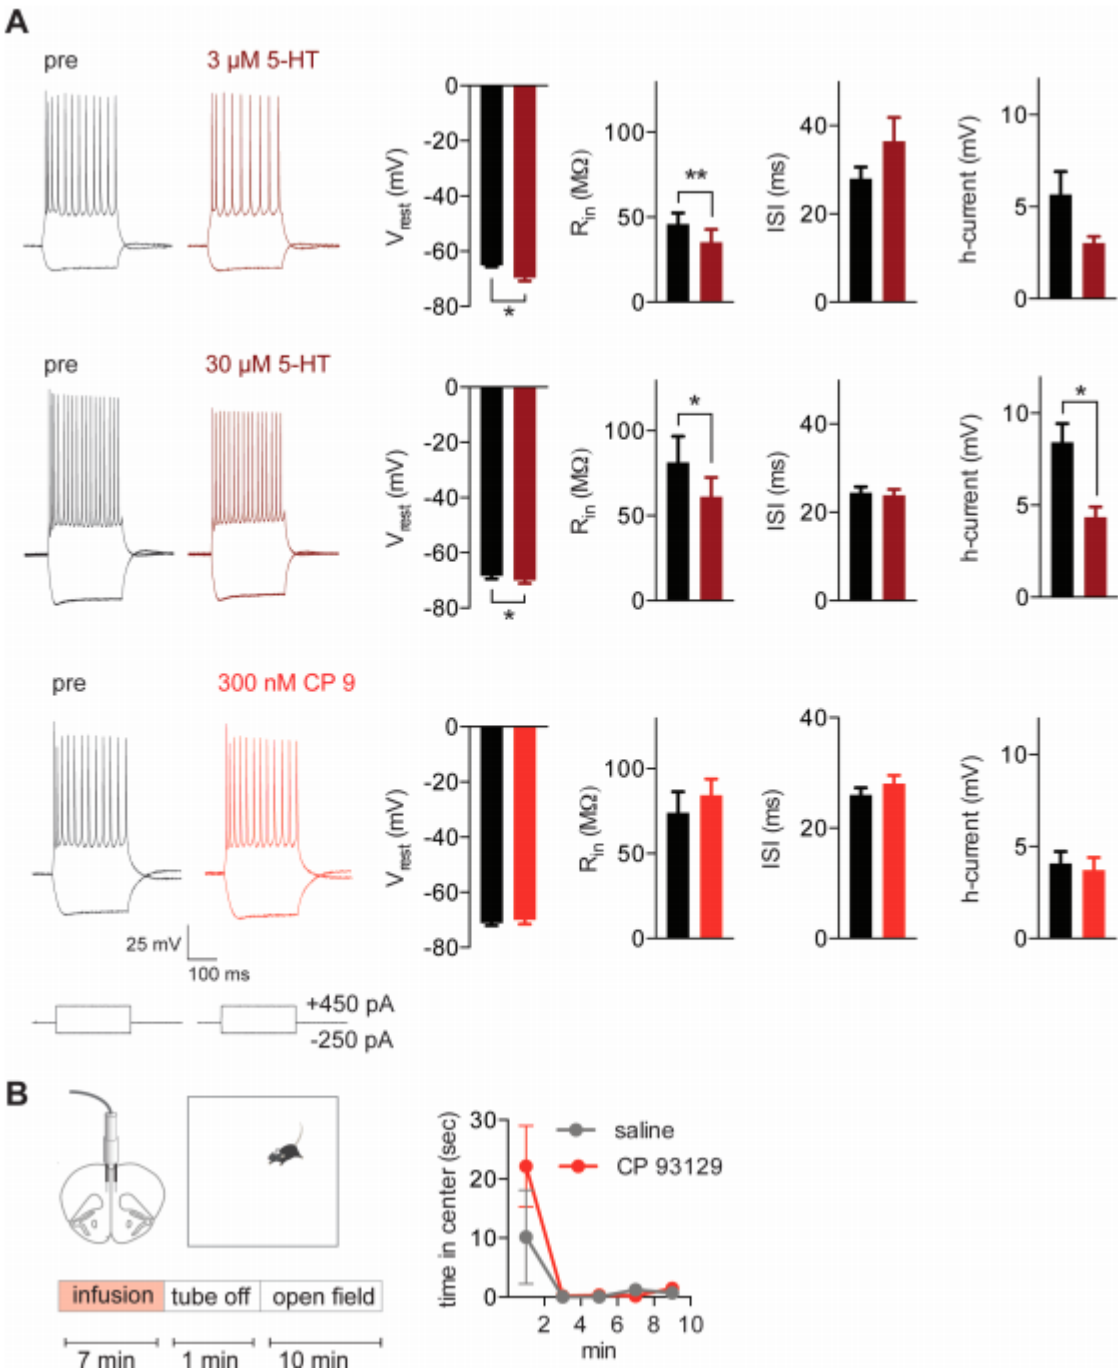 A
pre
3 µM 5-HT
0
-20
-40
-60
-80
Vrest (mV)
*
100
50
0
Rin (MΩ)
**
40
20
0
ISI (ms)
10
5
0
h-current (mV)
pre
30 µM 5-HT
0
-20
-40
-60
-80
Vrest (mV)
*
100
50
0
Rin (MΩ)
*
40
20
0
ISI (ms)
10
5
0
h-current (mV)
*
pre
300 nM CP 9
0
-20
-40
-60
-80
Vrest (mV)
100
50
0
Rin (MΩ)
40
20
0
ISI (ms)
10
5
0
h-current (mV)
25 mV
100 ms
+450 pA
-250 pA
B
infusion tube off open field
7 min 1 min 10 min
time in center (sec)
30
20
10
0
saline
CP 93129
2 4 6 8 10
min